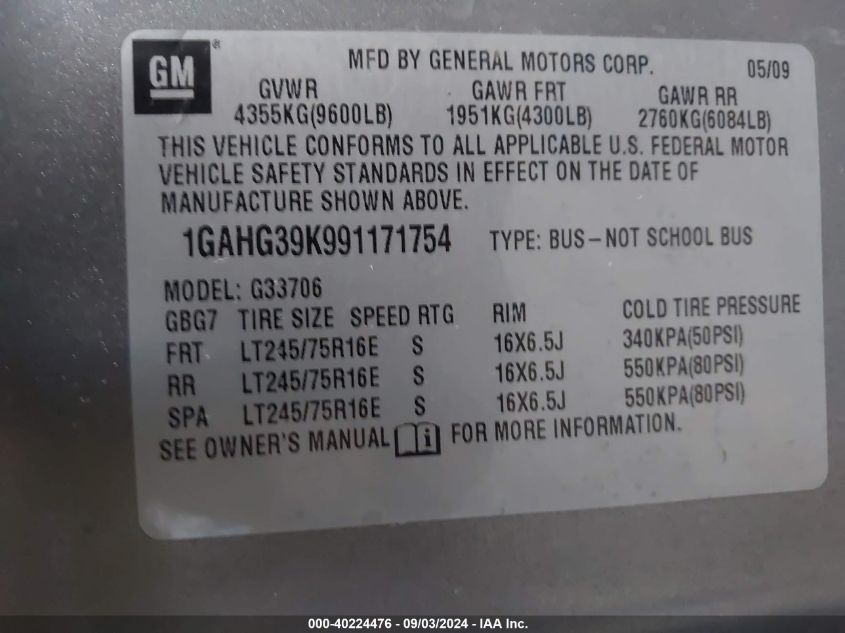 GM®
MFD BY GENERAL MOTORS CORP. 05/09
GVWR GAWR FRT GAWR RR
4355KG(9600LB) 1951KG(4300LB) 2760KG(6084LB)
THIS VEHICLE CONFORMS TO ALL APPLICABLE U.S. FEDERAL MOTOR
VEHICLE SAFETY STANDARDS IN EFFECT ON THE DATE OF
MANUFACTURE SHOWN ABOVE.
1GAHG39K991171754 TYPE: BUS-NOT SCHOOL BUS
MODEL: G33706
GBG7 TIRE SIZE SPEED RTG RIM COLD TIRE PRESSURE
FRT LT245/75R16E S 16X6.5J 340KPA(50PSI)
RR LT245/75R16E S 16X6.5J 550KPA(80PSI)
SPA LT245/75R16E S 16X6.5J 550KPA(80PSI)
SEE OWNER'S MANUAL i FOR MORE INFORMATION.
000-40224476 - 09/03/2024 - IAA Inc.